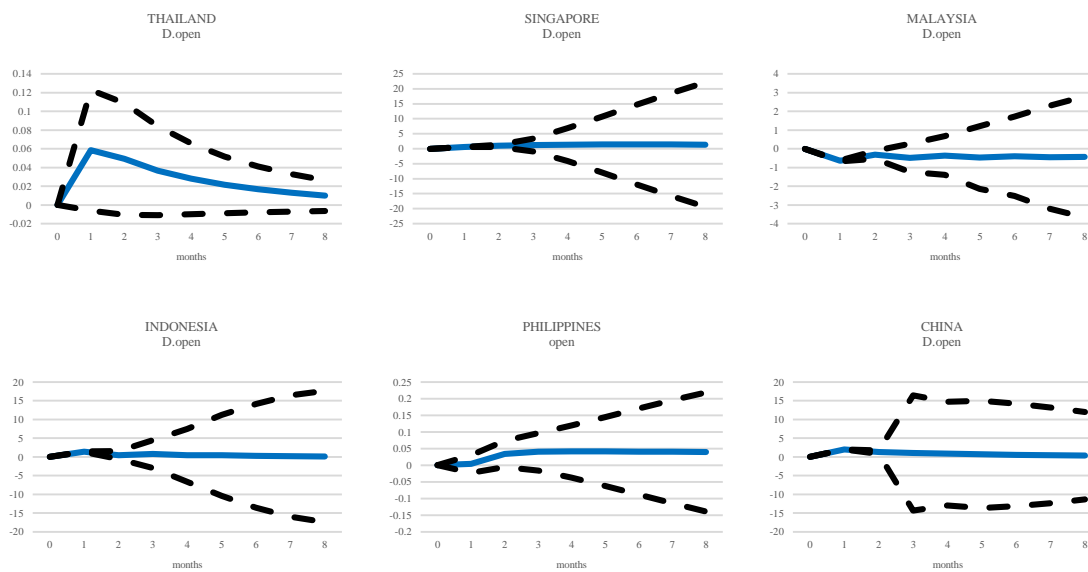 THAILAND
D.open
0.14
0.12
0.1
0.08
0.06
0.04
0.02
0
-0.02
0 1 2 3 4 5 6 7 8
months
SINGAPORE
D.open
25
20
15
10
5
0
-5
-10
-15
-20
-25
0 1 2 3 4 5 6 7 8
months
MALAYSIA
D.open
4
3
2
1
0
-1
-2
-3
-4
0 1 2 3 4 5 6 7 8
months
INDONESIA
D.open
20
15
10
5
0
-5
-10
-15
-20
0 1 2 3 4 5 6 7 8
months
PHILIPPINES
open
0.25
0.2
0.15
0.1
0.05
0
-0.05
-0.1
-0.15
-0.2
0 1 2 3 4 5 6 7 8
months
CHINA
D.open
20
15
10
5
0
-5
-10
-15
-20
0 1 2 3 4 5 6 7 8
months